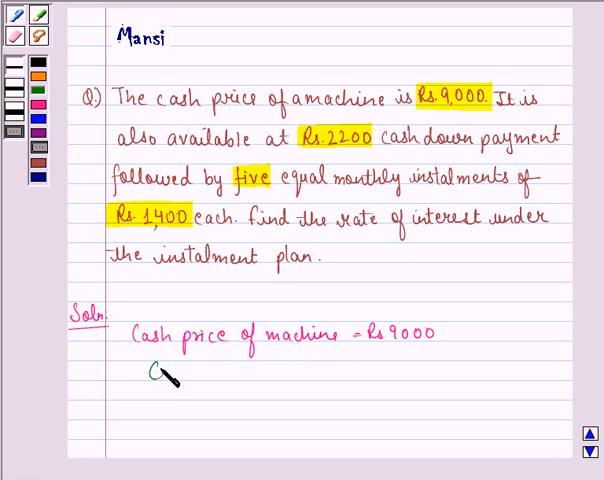 Mansi
Q.) The cash price of a machine is Rs.9,000. It is
also available at Rs.2200 cash down payment
followed by five equal monthly instalments of
Rs. 1,400 each. Find the rate of interest under
the instalment plan.
Soln:
Cash price of machine = Rs 9000
C